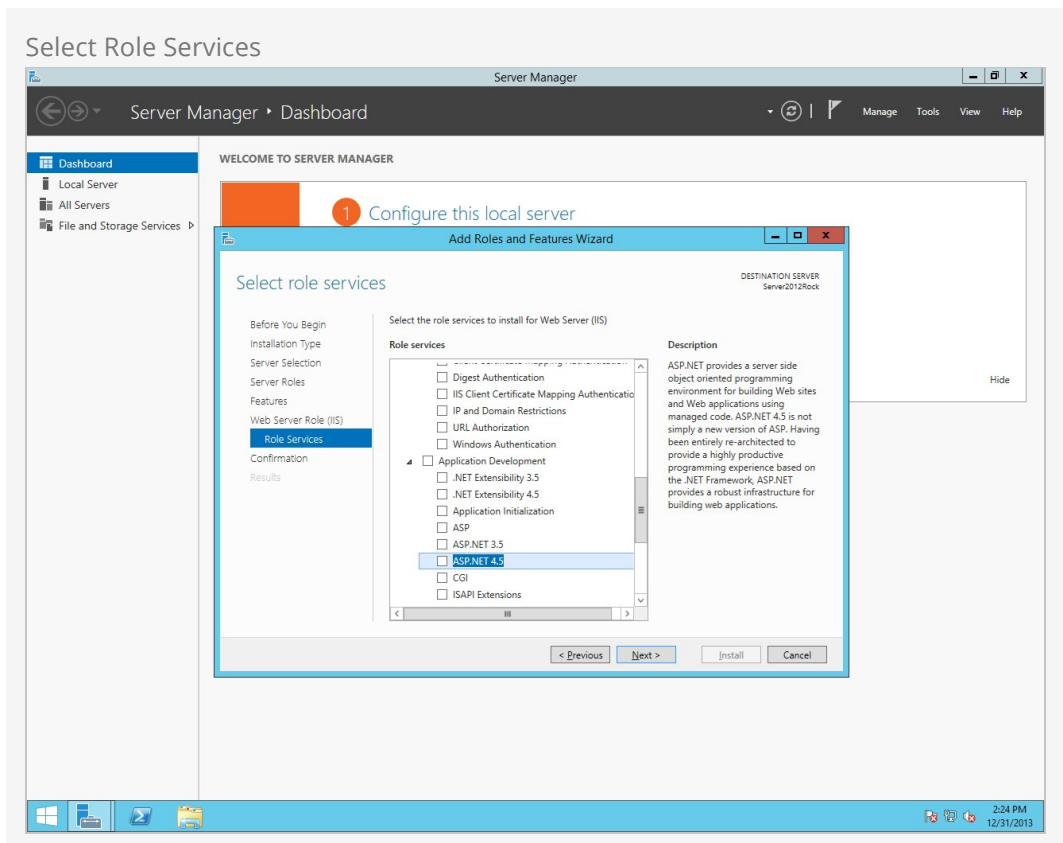 Select Role Services
Server Manager
Server Manager • Dashboard
Manage Tools View Help
Dashboard
Local Server
All Servers
File and Storage Services
WELCOME TO SERVER MANAGER
1 Configure this local server
Hide
Add Roles and Features Wizard
Select role services
DESTINATION SERVER
Server2012Rock
Before You Begin
Installation Type
Server Selection
Server Roles
Features
Web Server Role (IIS)
Role Services
Confirmation
Results
Select the role services to install for Web Server (IIS)
Role services
Client Certificate Mapping Authentication
Digest Authentication
IIS Client Certificate Mapping Authenticatio
IP and Domain Restrictions
URL Authorization
Windows Authentication
Application Development
.NET Extensibility 3.5
.NET Extensibility 4.5
Application Initialization
ASP
ASP.NET 3.5
ASP.NET 4.5
CGI
ISAPI Extensions
Description
ASP.NET provides a server side
object oriented programming
environment for building Web sites
and Web applications using
managed code. ASP.NET 4.5 is not
simply a new version of ASP. Having
been entirely re-architected to
provide a highly productive
programming experience based on
the .NET Framework, ASP.NET
provides a robust infrastructure for
building web applications.
< Previous Next > Install Cancel
2:24 PM
12/31/2013